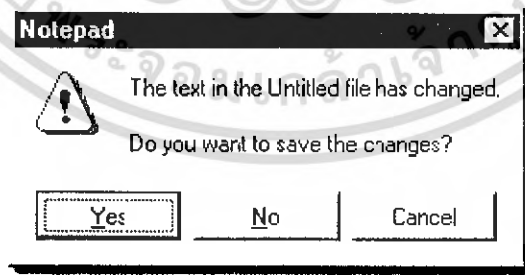 Notepad
The text in the Untitled file has changed.
Do you want to save the changes?
Yes
No
Cancel